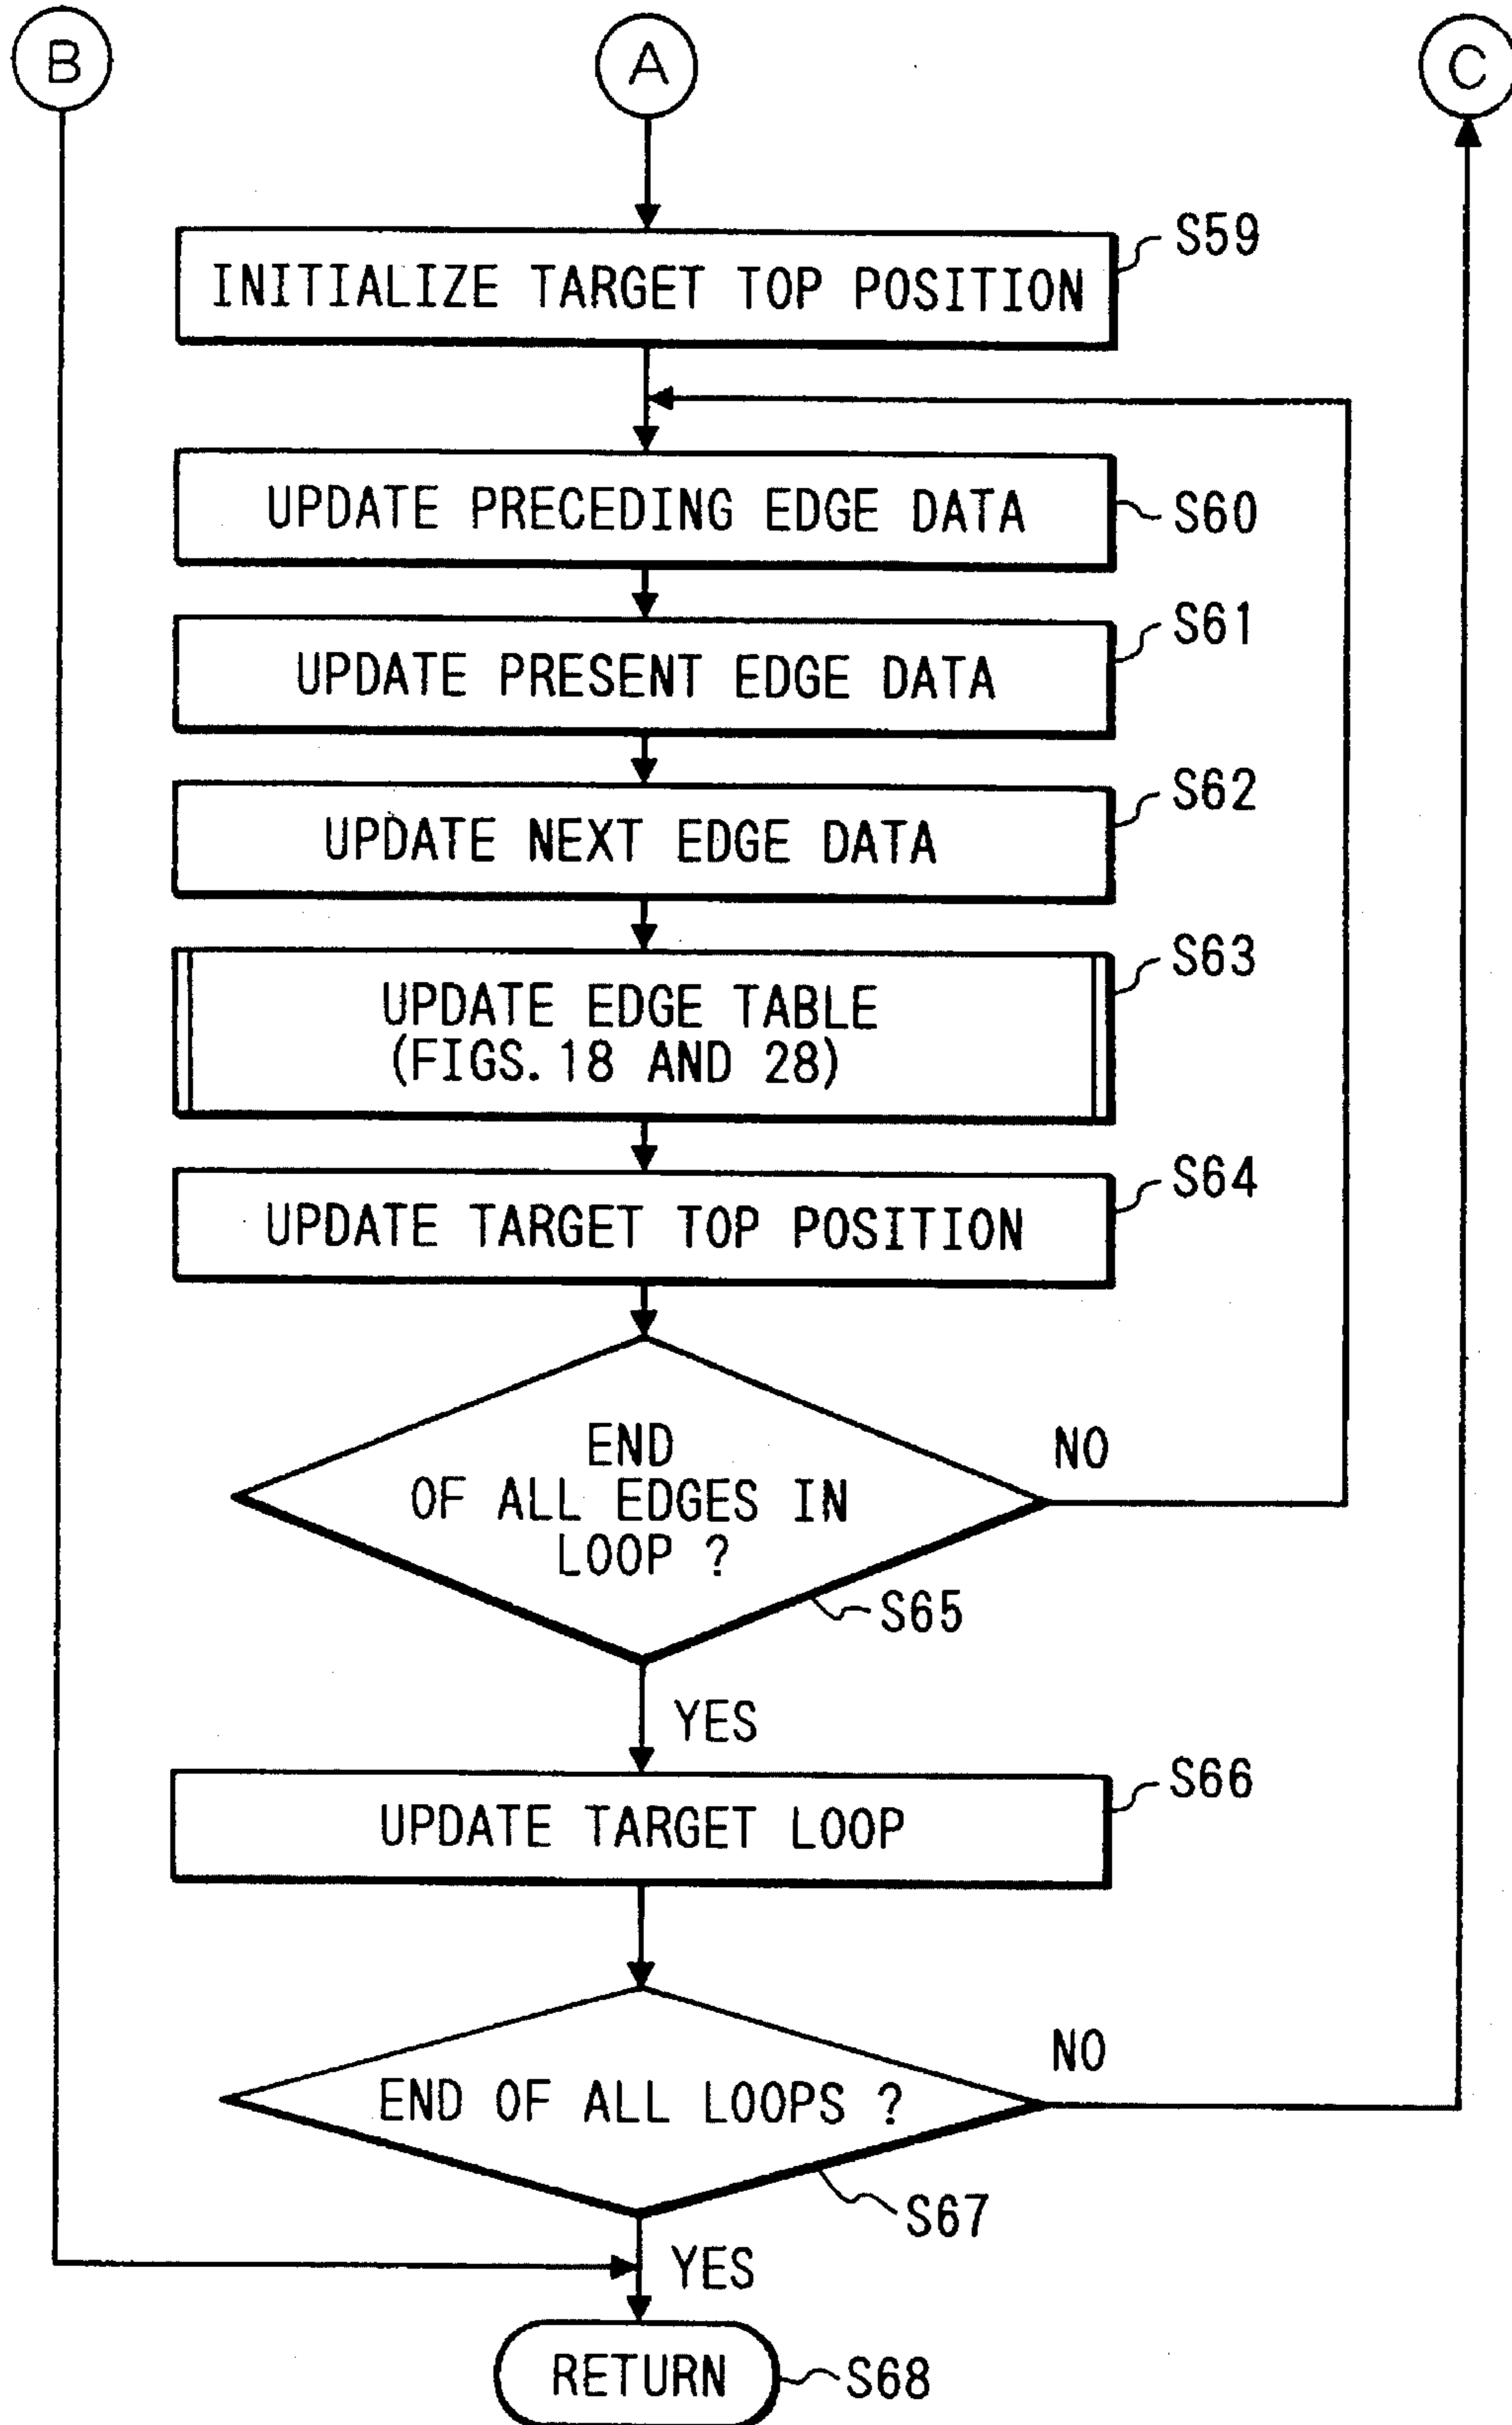 B
A
C
S59
INITIALIZE TARGET TOP POSITION
UPDATE PRECEDING EDGE DATA
S60
S61
UPDATE PRESENT EDGE DATA
S62
UPDATE NEXT EDGE DATA
S63
UPDATE EDGE TABLE
(FIGS. 18 AND 28)
S64
UPDATE TARGET TOP POSITION
END
OF ALL EDGES IN
LOOP ?
NO
S65
YES
S66
UPDATE TARGET LOOP
NO
END OF ALL LOOPS ?
S67
YES
RETURN
S68